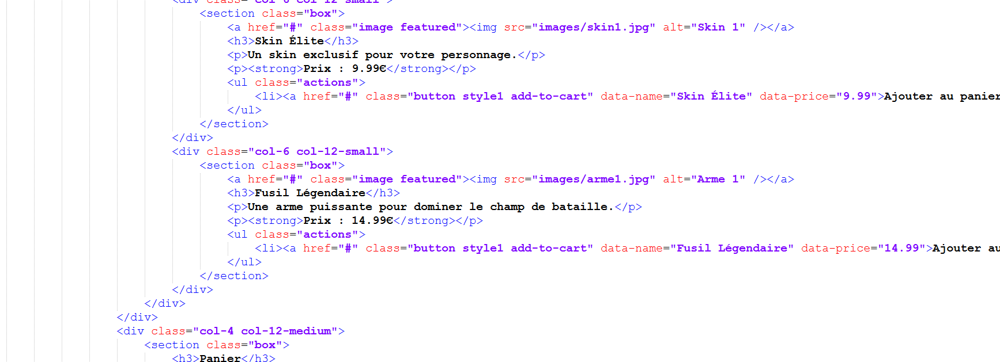 <div class="col-6 col-12-small">
<section class="box">
<a href="#" class="image featured"><img src="images/skin1.jpg" alt="Skin 1" /></a>
<h3>Skin Élite</h3>
<p>Un skin exclusif pour votre personnage.</p>
<p><strong>Prix : 9.99€</strong></p>
<ul class="actions">
<li><a href="#" class="button style1 add-to-cart" data-name="Skin Élite" data-price="9.99">Ajouter au panier
</ul>
</section>
</div>
<div class="col-6 col-12-small">
<section class="box">
<a href="#" class="image featured"><img src="images/arme1.jpg" alt="Arme 1" /></a>
<h3>Fusil Légendaire</h3>
<p>Une arme puissante pour dominer le champ de bataille.</p>
<p><strong>Prix : 14.99€</strong></p>
<ul class="actions">
<li><a href="#" class="button style1 add-to-cart" data-name="Fusil Légendaire" data-price="14.99">Ajouter au
</ul>
</section>
</div>
</div>
</div>
<div class="col-4 col-12-medium">
<section class="box">
<h3>Panier</h3>